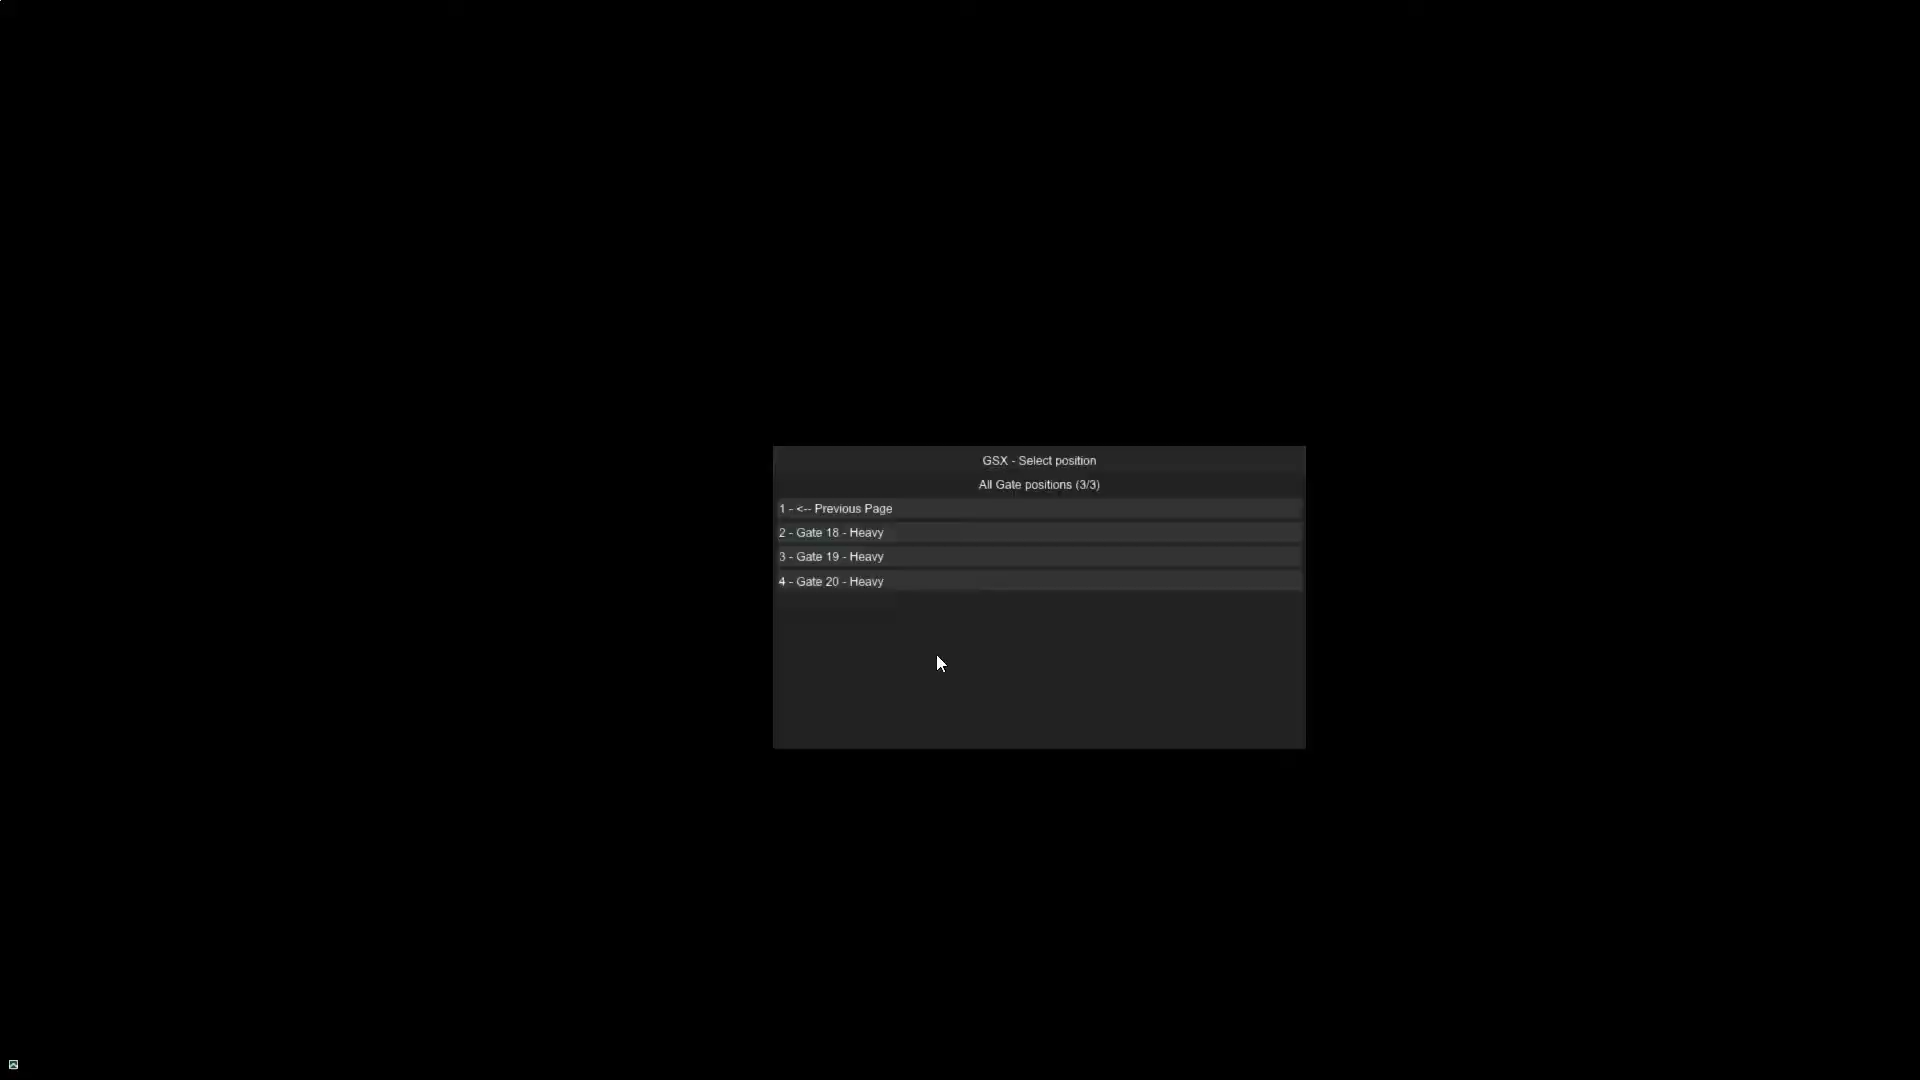 GSX - Select position
All Gate positions (3/3)
1 - <-- Previous Page
2 - Gate 18 - Heavy
3 - Gate 19 - Heavy
4 - Gate 20 - Heavy